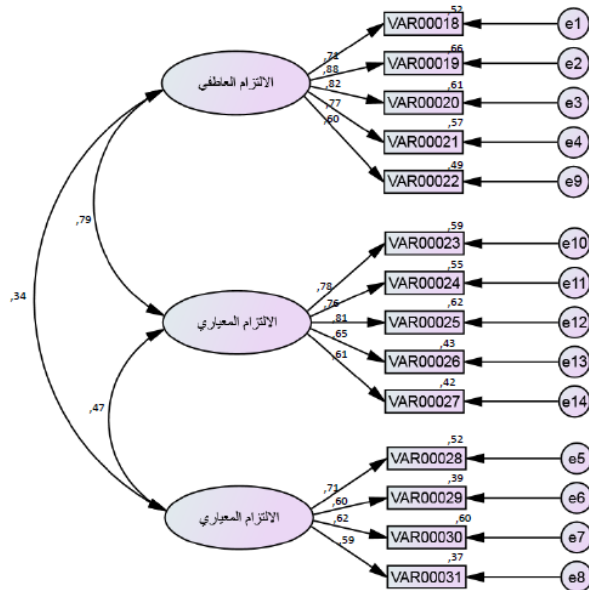 ,52
VAR00018
e1
,71
,66
VAR00019
e2
,88
الالتزام العاطفي
,61
VAR00020
e3
,82
,57
VAR00021
e4
,77
,49
VAR00022
e9
,60
,79
,34
,59
VAR00023
e10
,78
,55
VAR00024
e11
,76
الالتزام المعياري
,62
VAR00025
e12
,81
,43
VAR00026
e13
,65
,42
VAR00027
e14
,61
,47
,52
VAR00028
e5
,71
,39
VAR00029
e6
,60
الالتزام المعياري
,60
VAR00030
e7
,62
,37
VAR00031
e8
,59